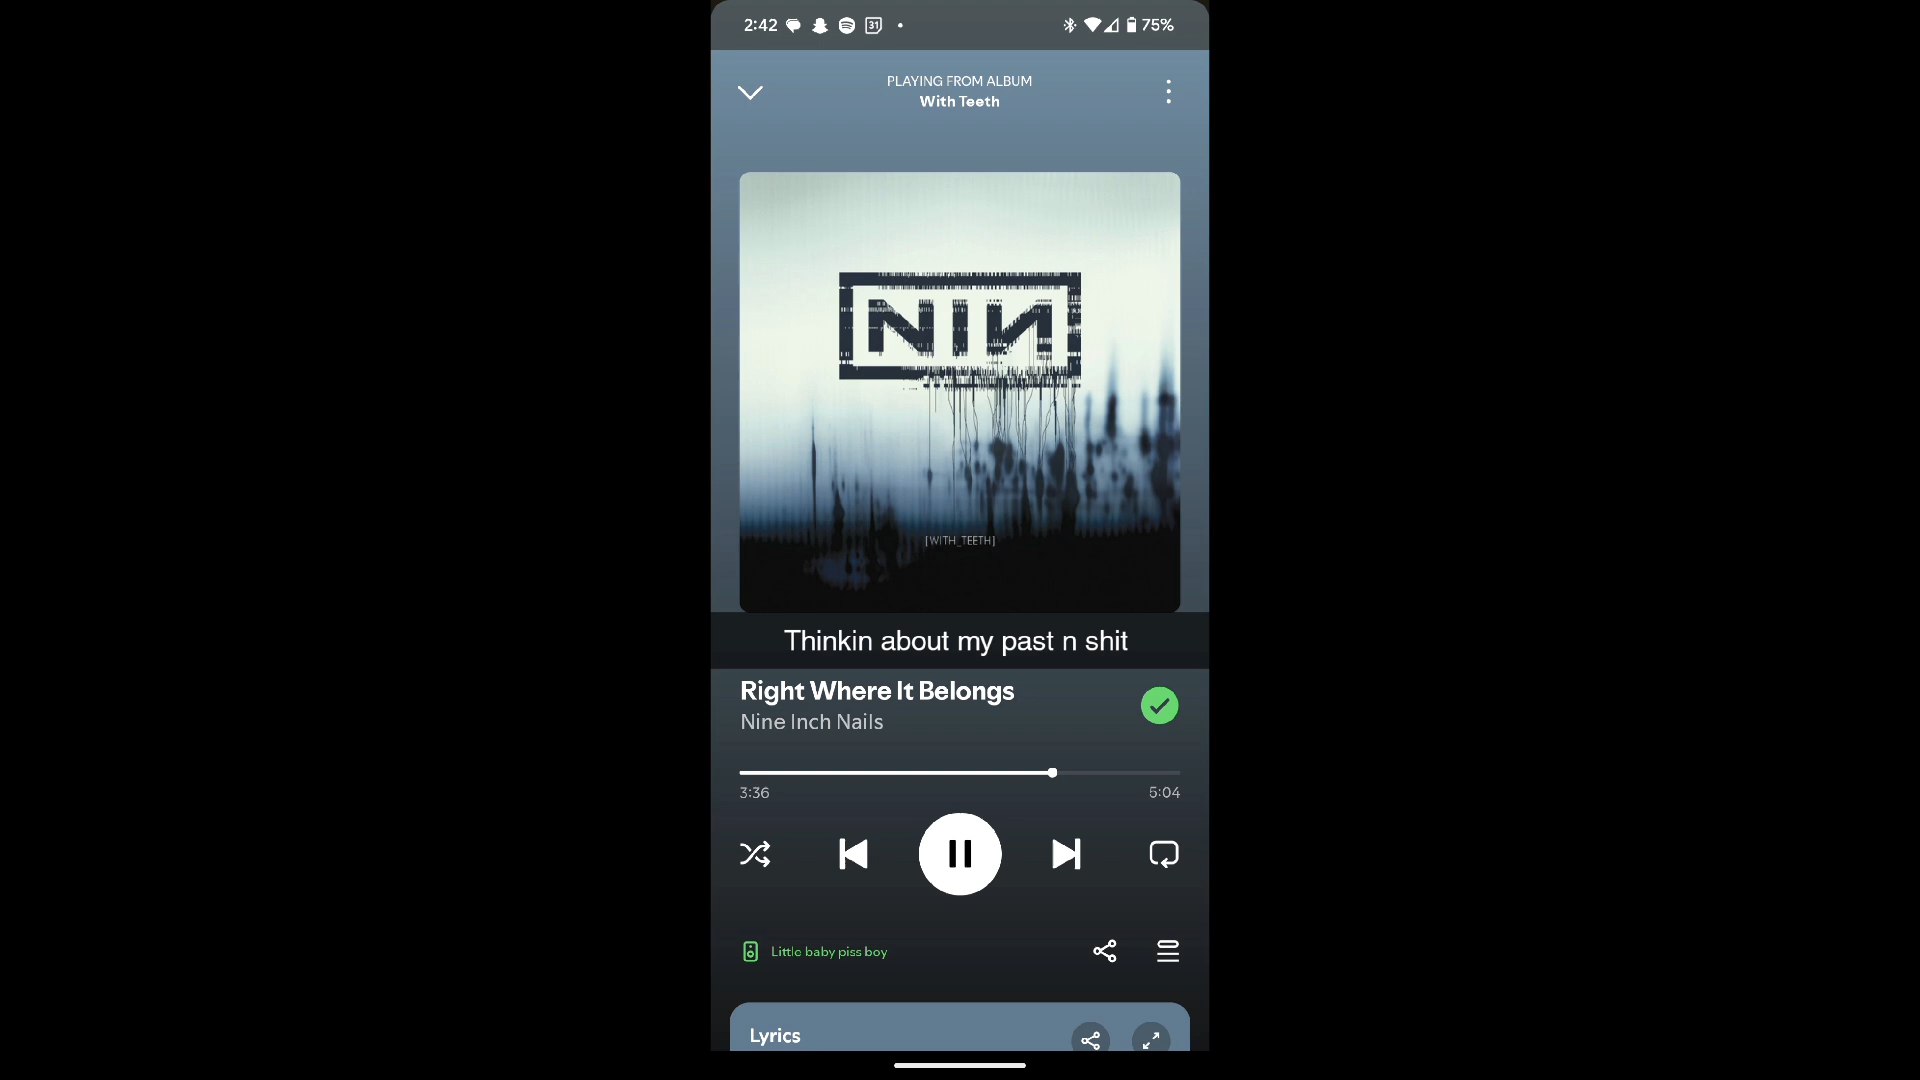 2:42
31
75%
PLAYING FROM ALBUM
With Teeth
NIN
[WITH_TEETH]
Thinkin about my past n shit
Right Where It Belongs
Nine Inch Nails
3:36
5:04
Little baby piss boy
Lyrics